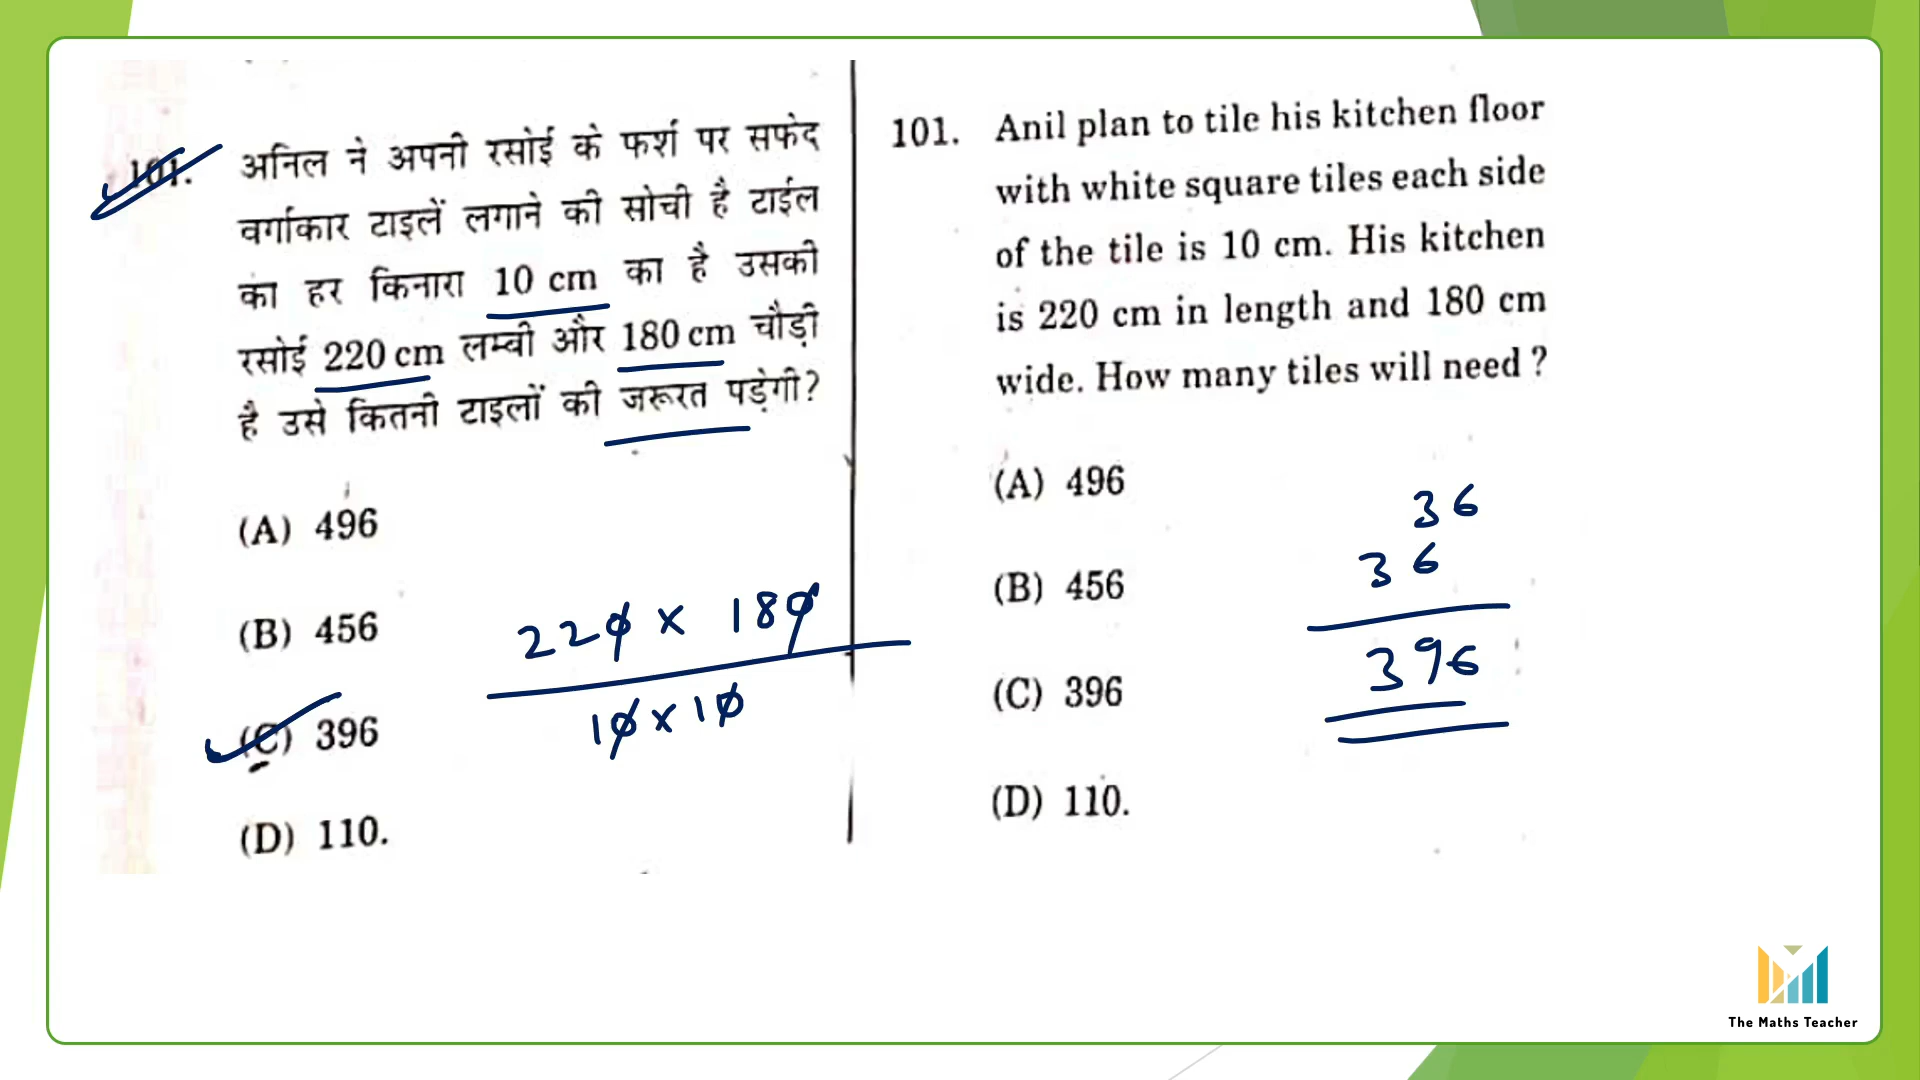 101. अनिल ने अपनी रसोई के फर्श पर सफेद
वर्गाकार टाइलें लगाने की सोची है टाईल
का हर किनारा 10 cm का है उसकी
रसोई 220 cm लम्बी और 180 cm चौड़ी
है उसे कितनी टाइलों की जरूरत पड़ेगी?
(A) 496
(B) 456
(C) 396
(D) 110.
220 x 180
10 x 10
101. Anil plan to tile his kitchen floor
with white square tiles each side
of the tile is 10 cm. His kitchen
is 220 cm in length and 180 cm
wide. How many tiles will need ?
(A) 496
(B) 456
(C) 396
(D) 110.
36
36
396
The Maths Teacher